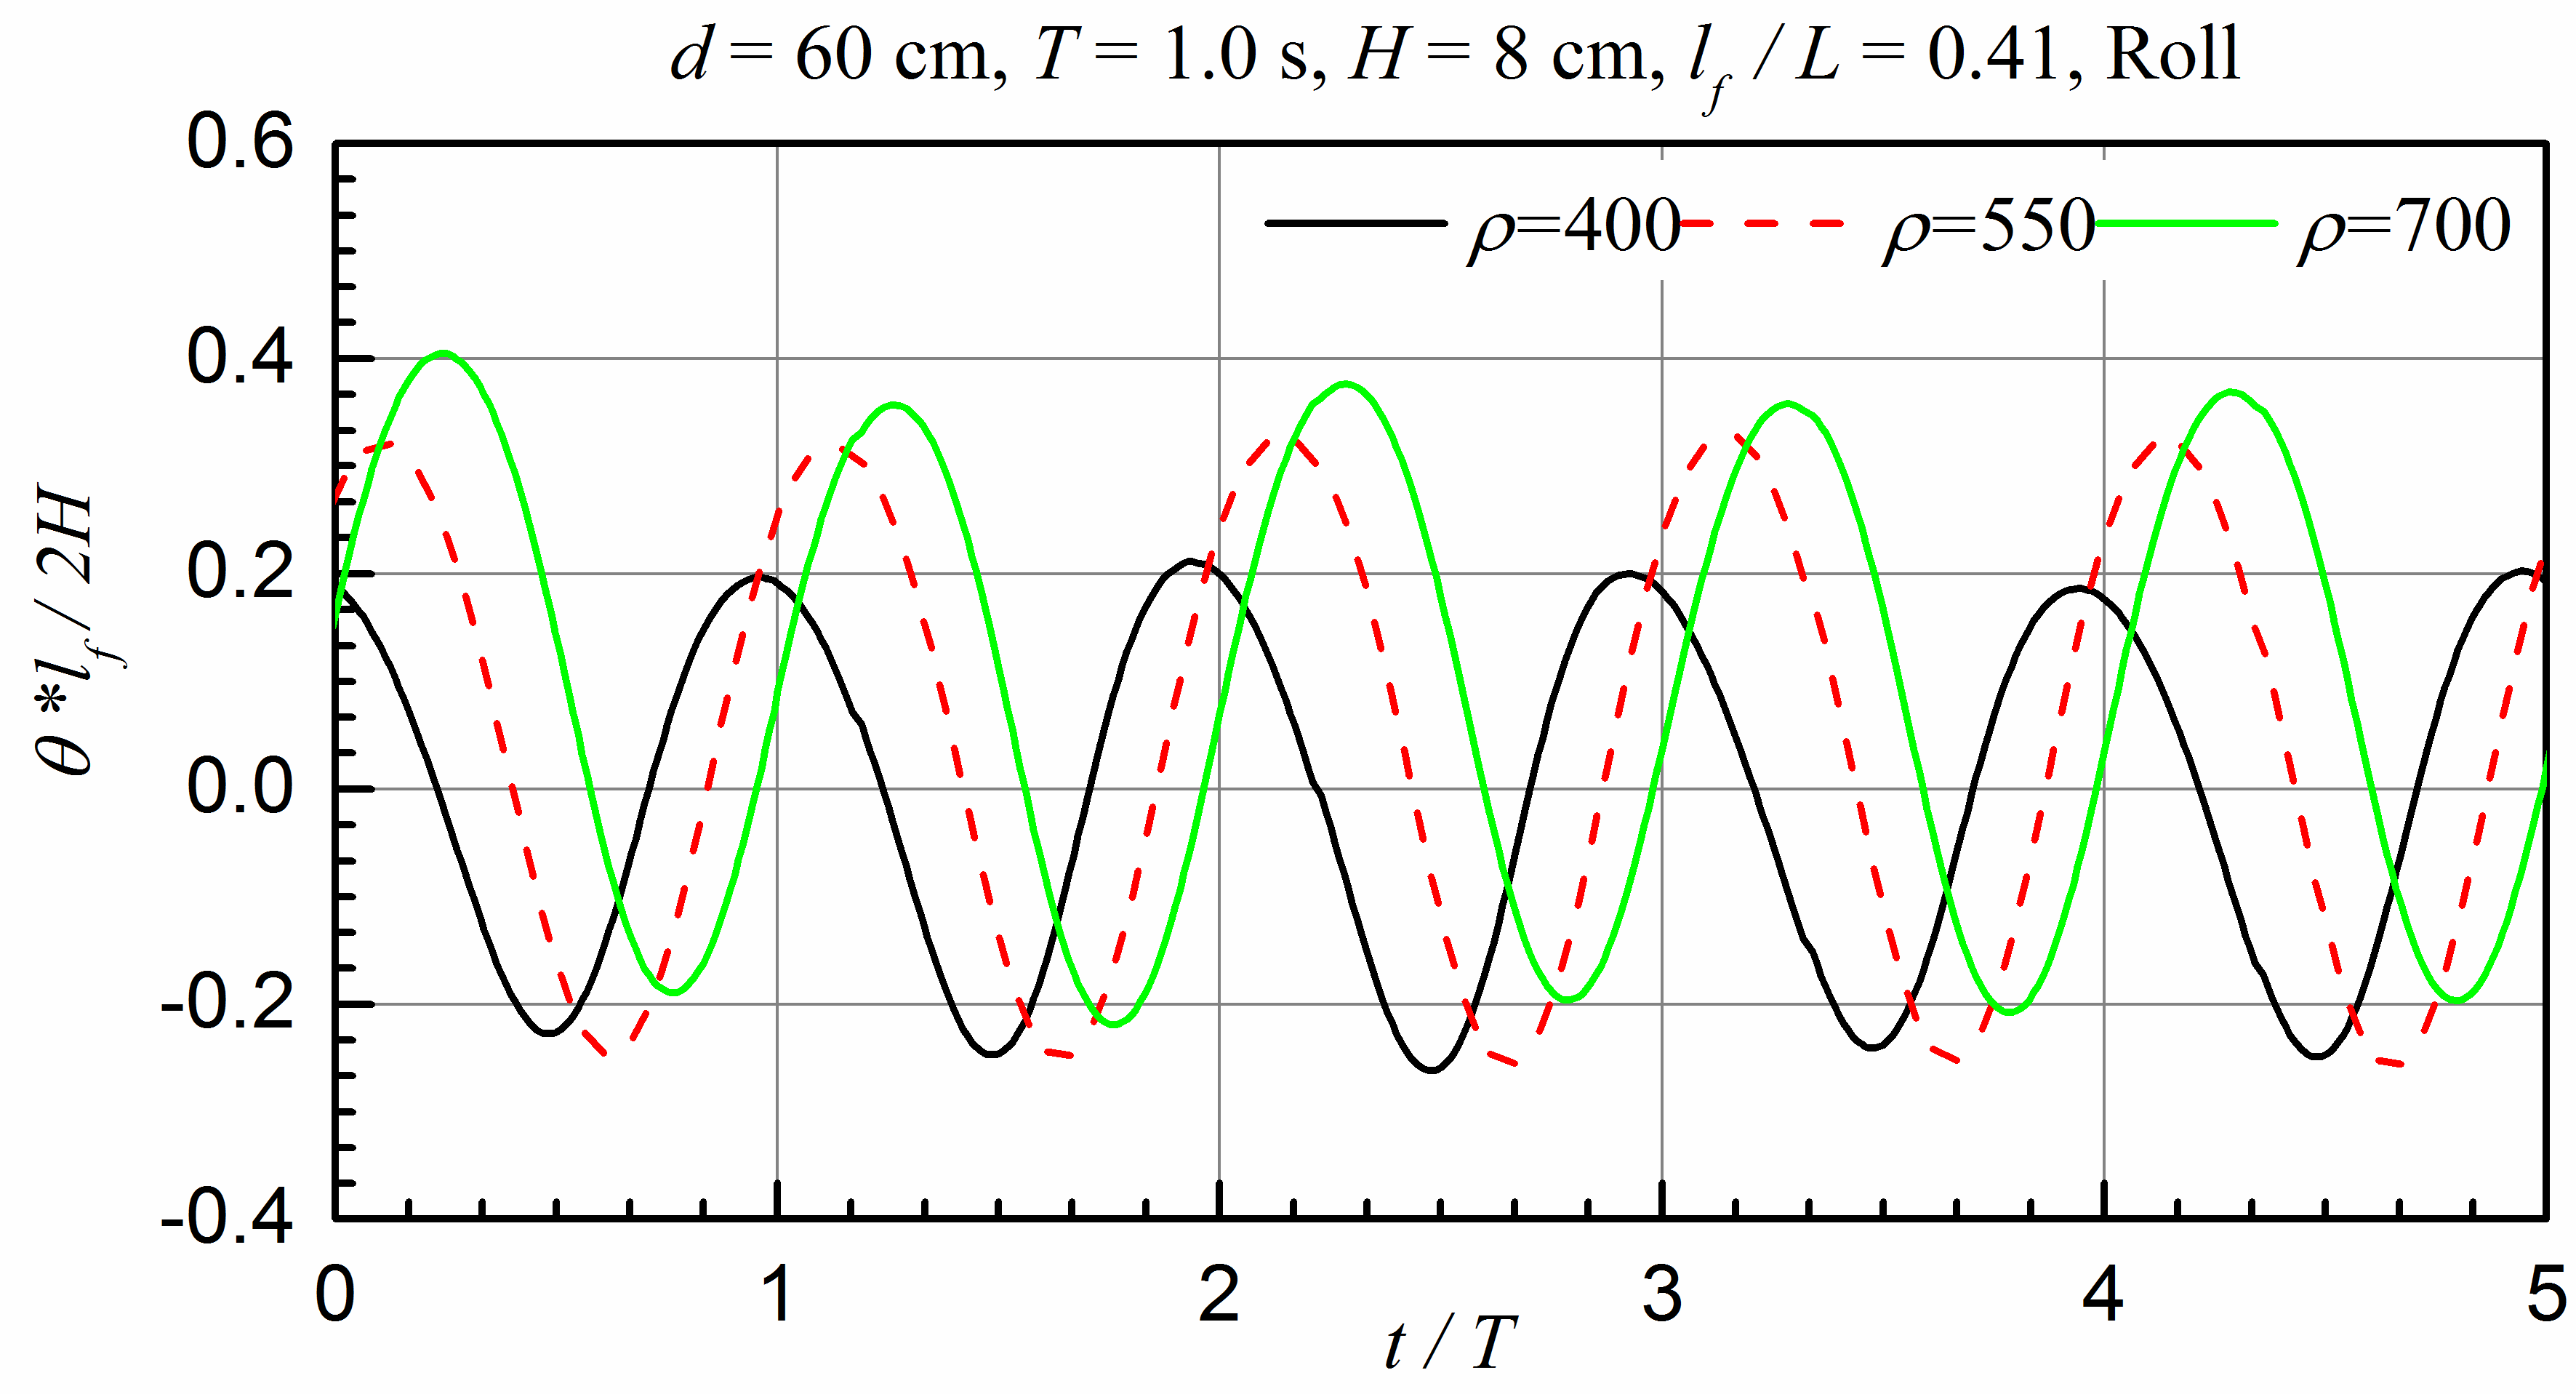 d = 60 cm, T = 1.0 s, H = 8 cm, l_f / L = 0.41, Roll
0.6
ρ=400 ρ=550 ρ=700
0.4
0.2
0.0
-0.2
-0.4
θ*l_f / 2H
0 1 2 3 4 5
t / T